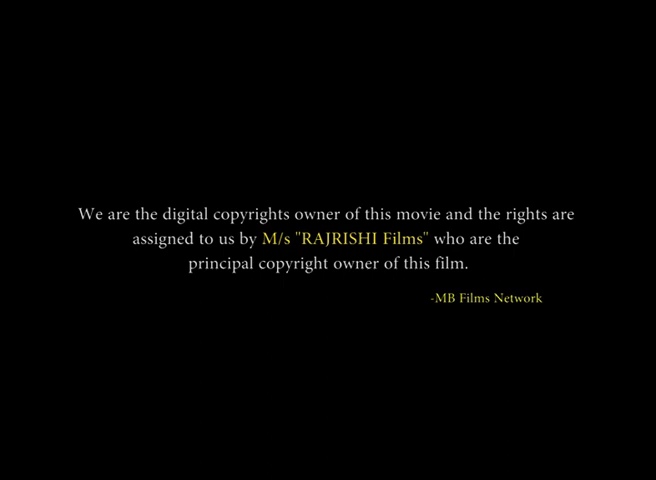 We are the digital copyrights owner of this movie and the rights are
assigned to us by M/s "RAJRISHI Films" who are the
principal copyright owner of this film.
-MB Films Network